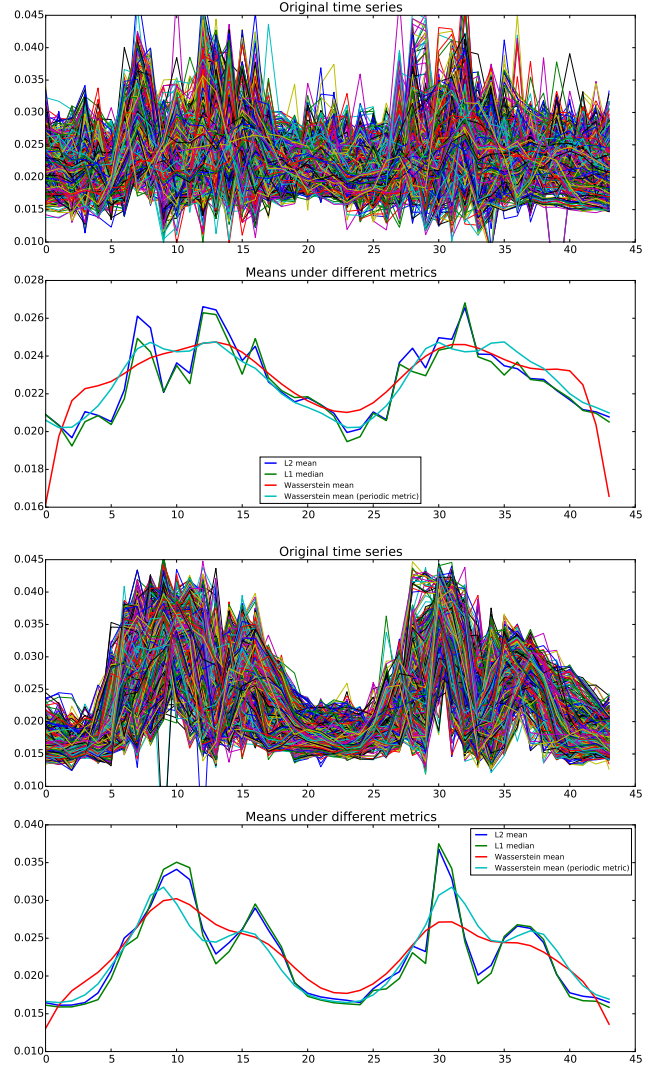 Original time series
0.045
0.040
0.035
0.030
0.025
0.020
0.015
0.010
0 5 10 15 20 25 30 35 40 45
Means under different metrics
0.028
0.026
0.024
0.022
0.020
0.018
0.016
L2 mean
L1 median
Wasserstein mean
Wasserstein mean (periodic metric)
0 5 10 15 20 25 30 35 40 45
Original time series
0.045
0.040
0.035
0.030
0.025
0.020
0.015
0.010
0 5 10 15 20 25 30 35 40 45
Means under different metrics
0.040
0.035
0.030
0.025
0.020
0.015
0.010
L2 mean
L1 median
Wasserstein mean
Wasserstein mean (periodic metric)
0 5 10 15 20 25 30 35 40 45